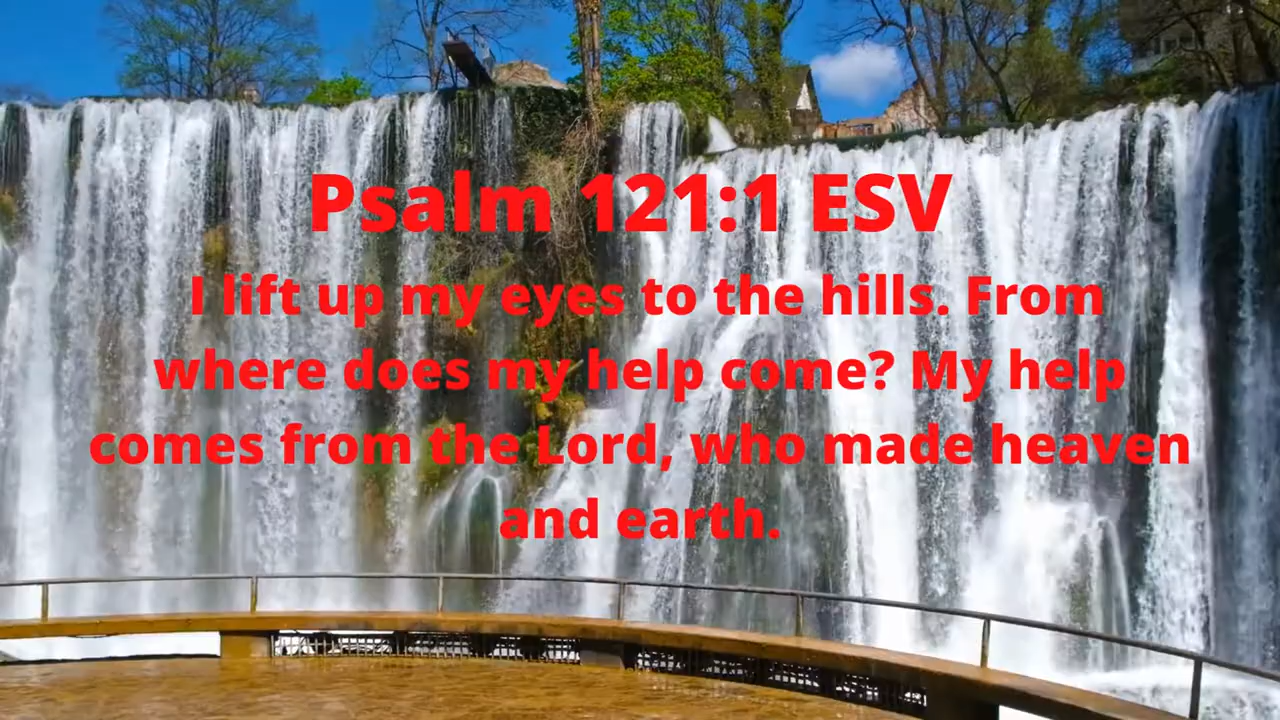 Psalm 121:1 ESV
I lift up my eyes to the hills. From
where does my help come? My help
comes from the Lord, who made heaven
and earth.